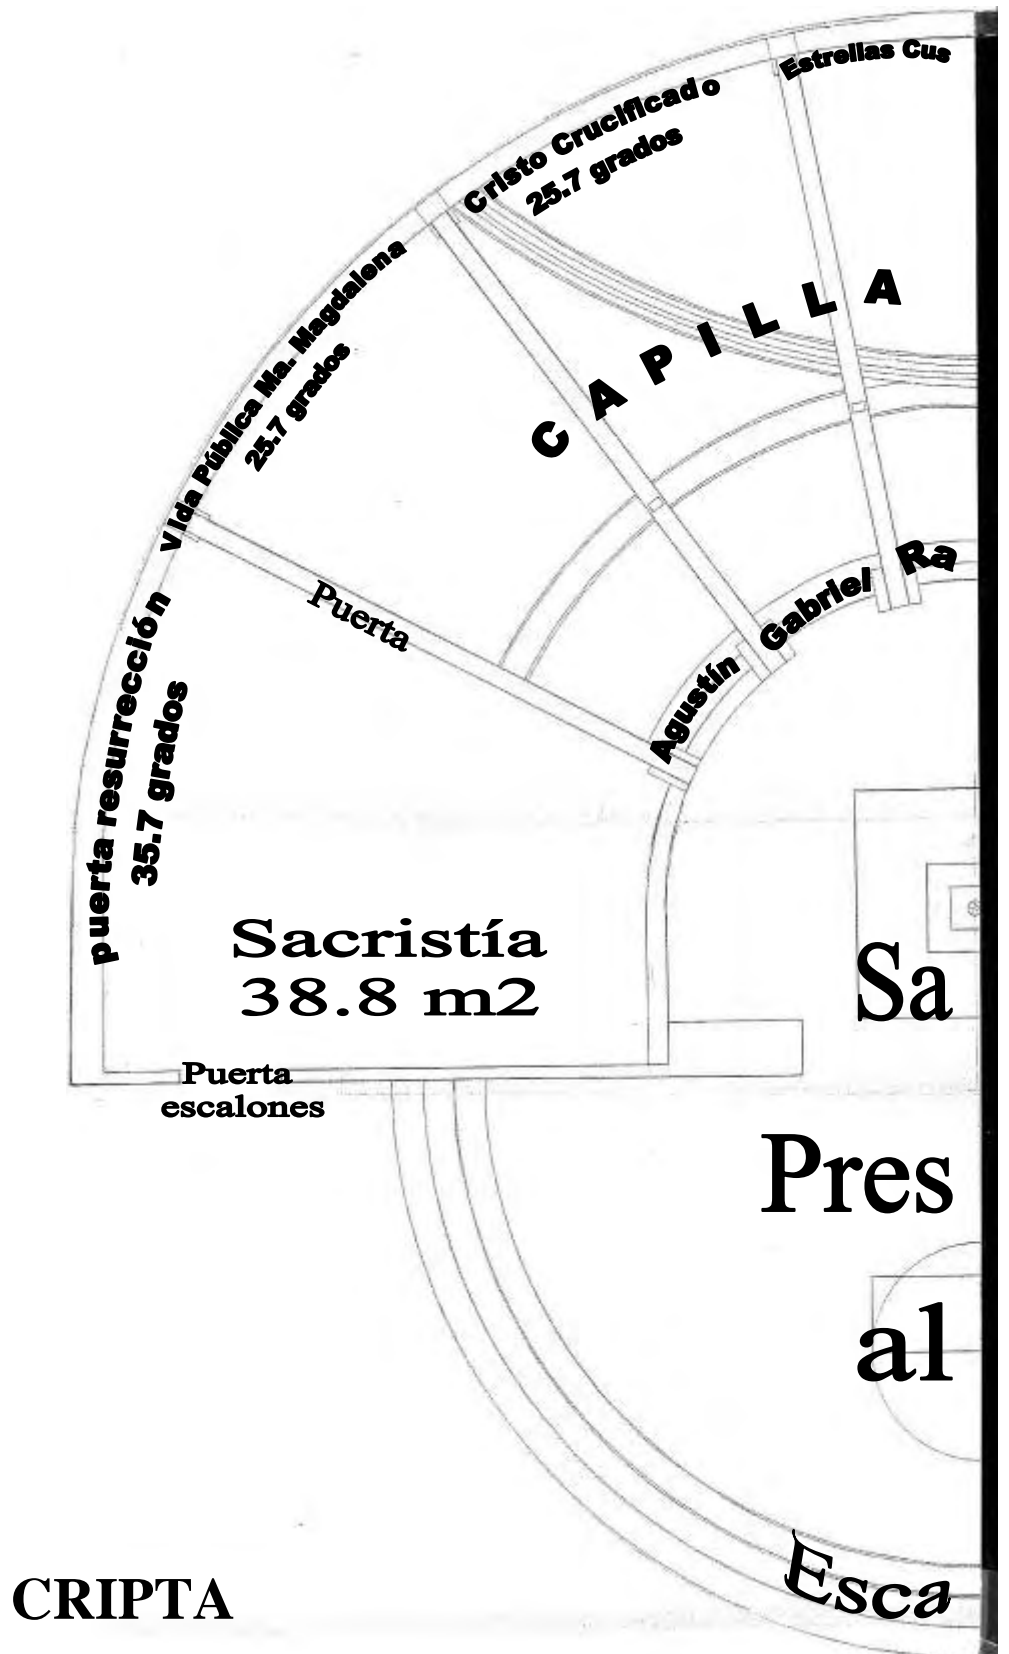 Estrellas Cus
Cristo Crucificado
25.7 grados
Vida Pública Ma. Magdalena
25.7 grados
CAPILLA
Puerta
puerta resurrección
35.7 grados
Agustín
Gabriel
Ra
Sacristía
38.8 m2
Sa
Puerta
escalones
Pres
al
Esca
CRIPTA